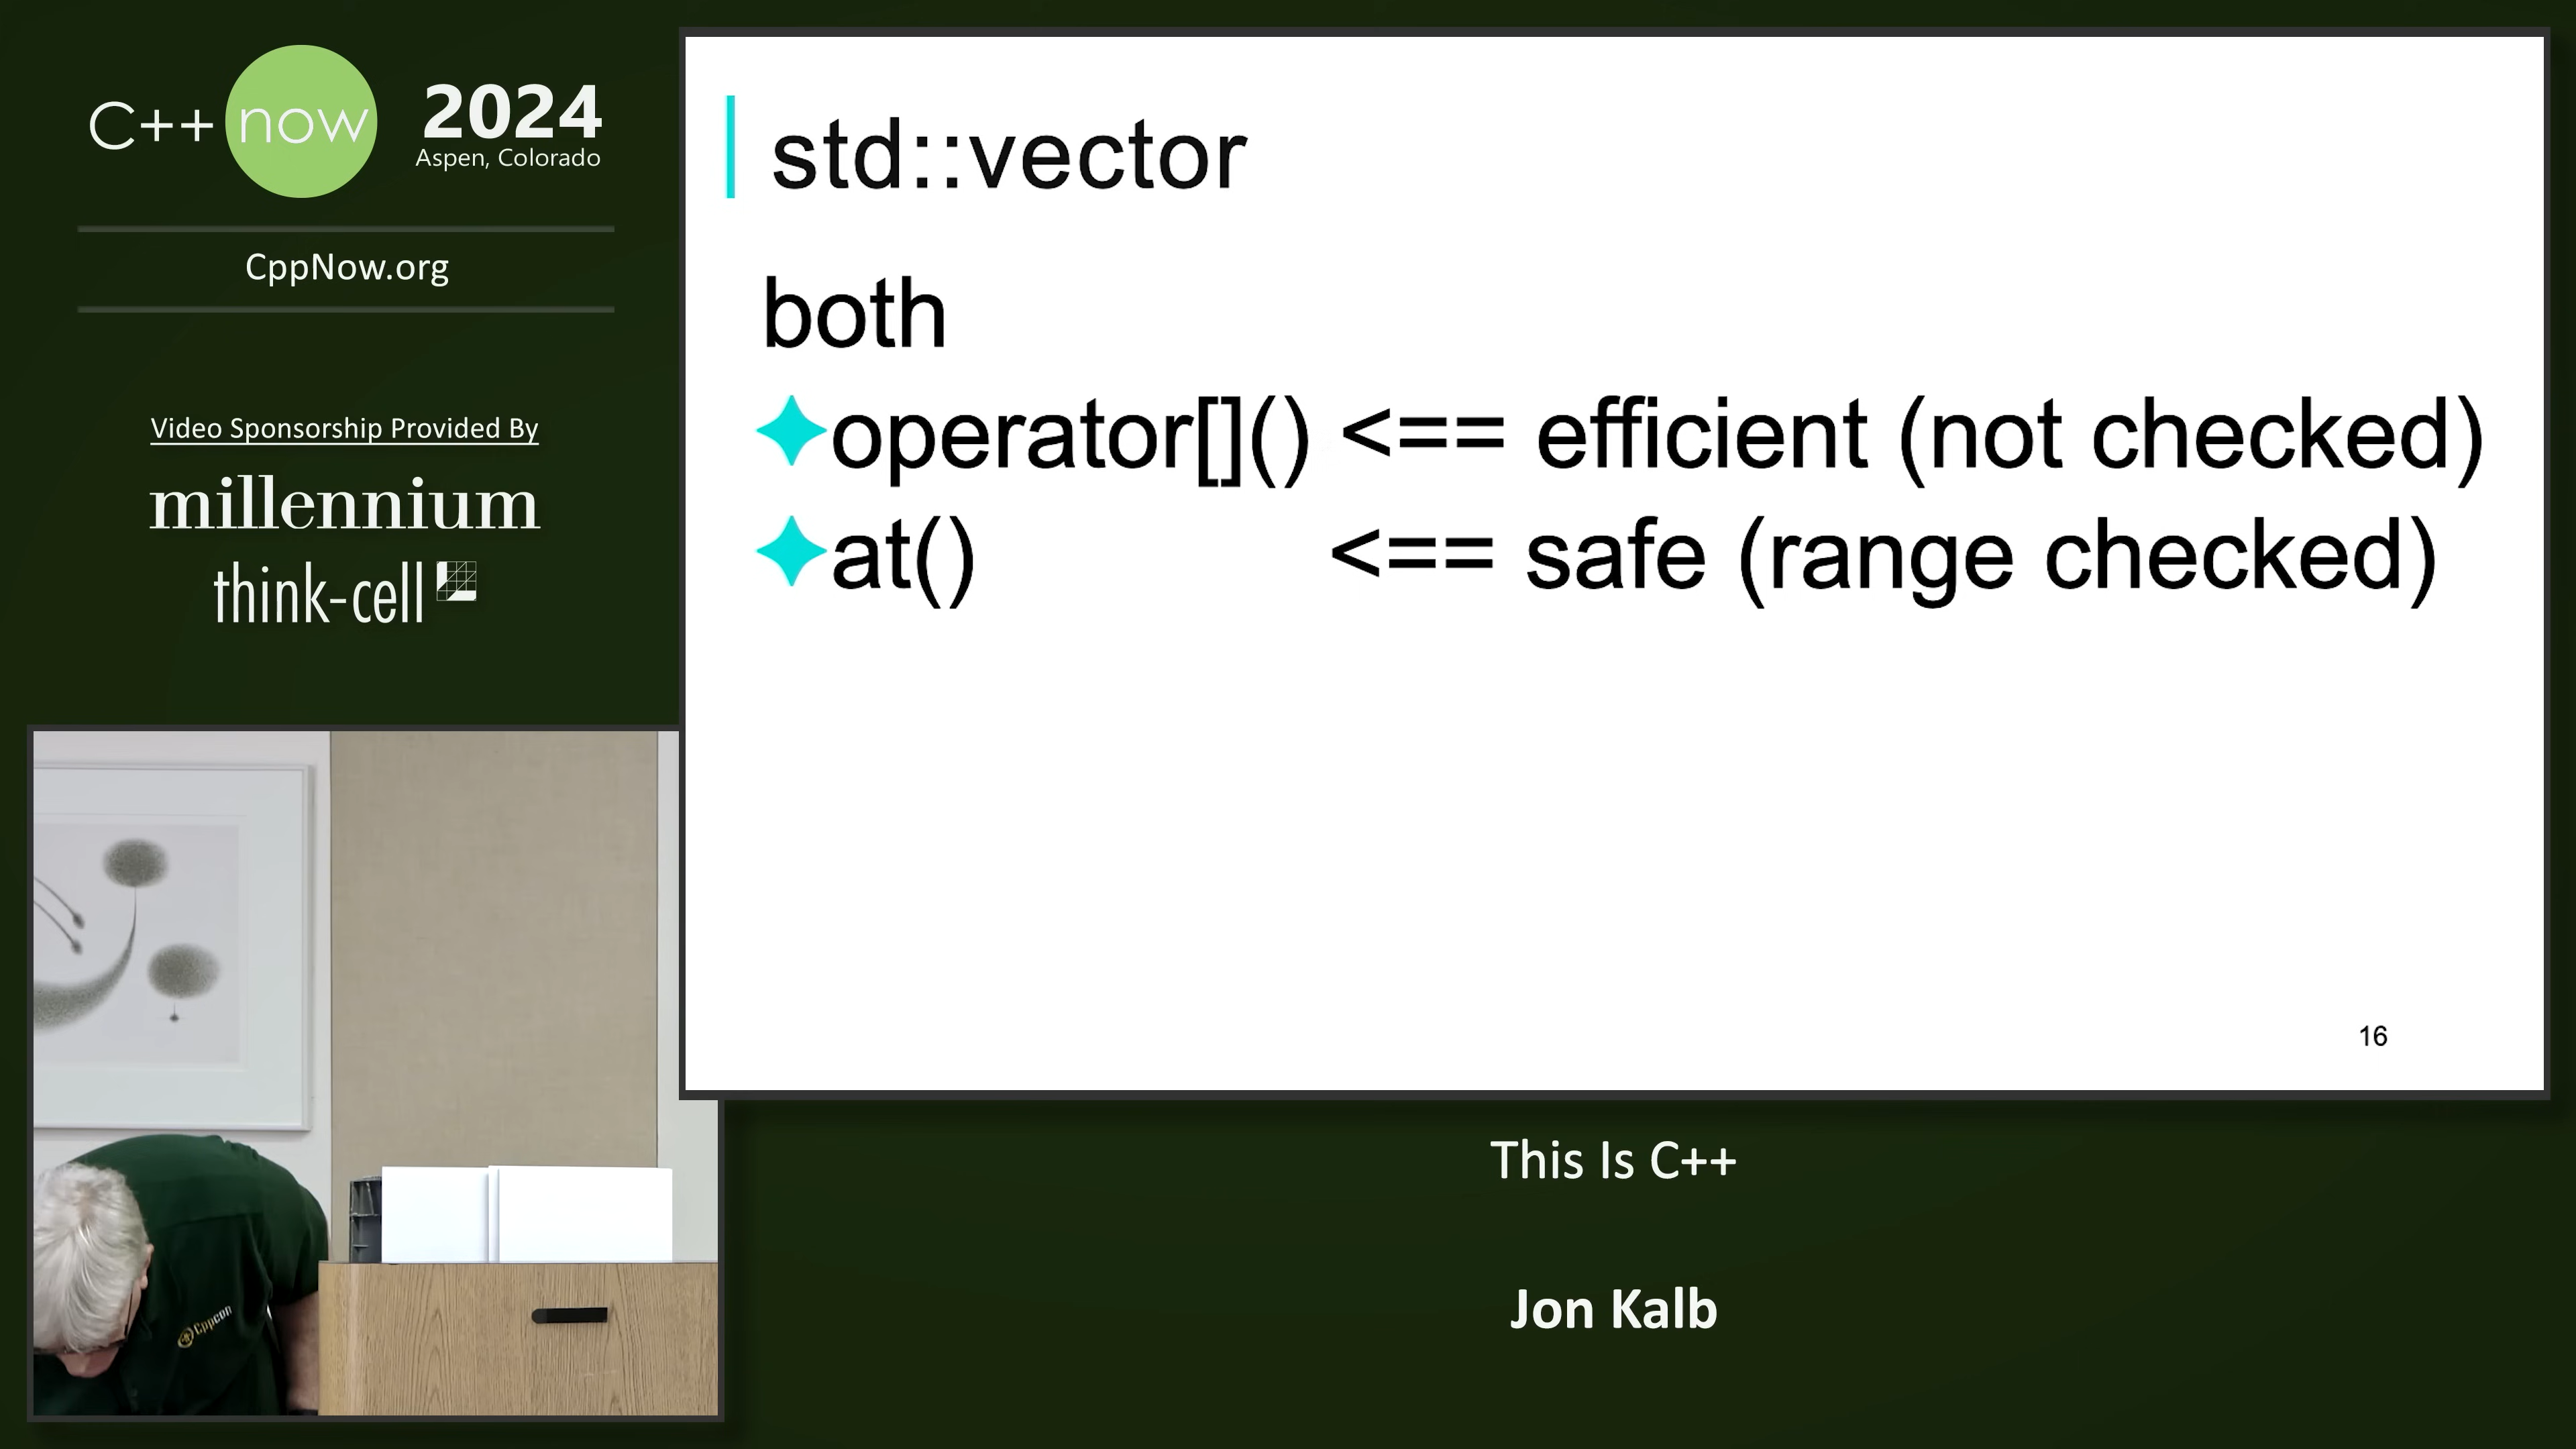 C++ now 2024
Aspen, Colorado
CppNow.org
Video Sponsorship Provided By
millennium
think-cell
std::vector
both
operator[]() <== efficient (not checked)
at() <== safe (range checked)
16
Cppcon
This Is C++
Jon Kalb